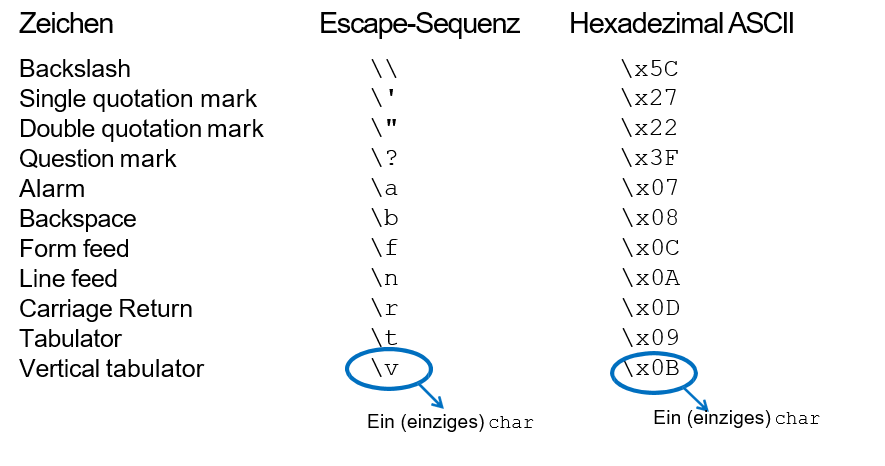 Zeichen Escape-Sequenz Hexadezimal ASCII
Backslash \\ \x5C
Single quotation mark \' \x27
Double quotation mark \" \x22
Question mark \? \x3F
Alarm \a \x07
Backspace \b \x08
Form feed \f \x0C
Line feed \n \x0A
Carriage Return \r \x0D
Tabulator \t \x09
Vertical tabulator \v \x0B
Ein (einziges) char Ein (einziges) char